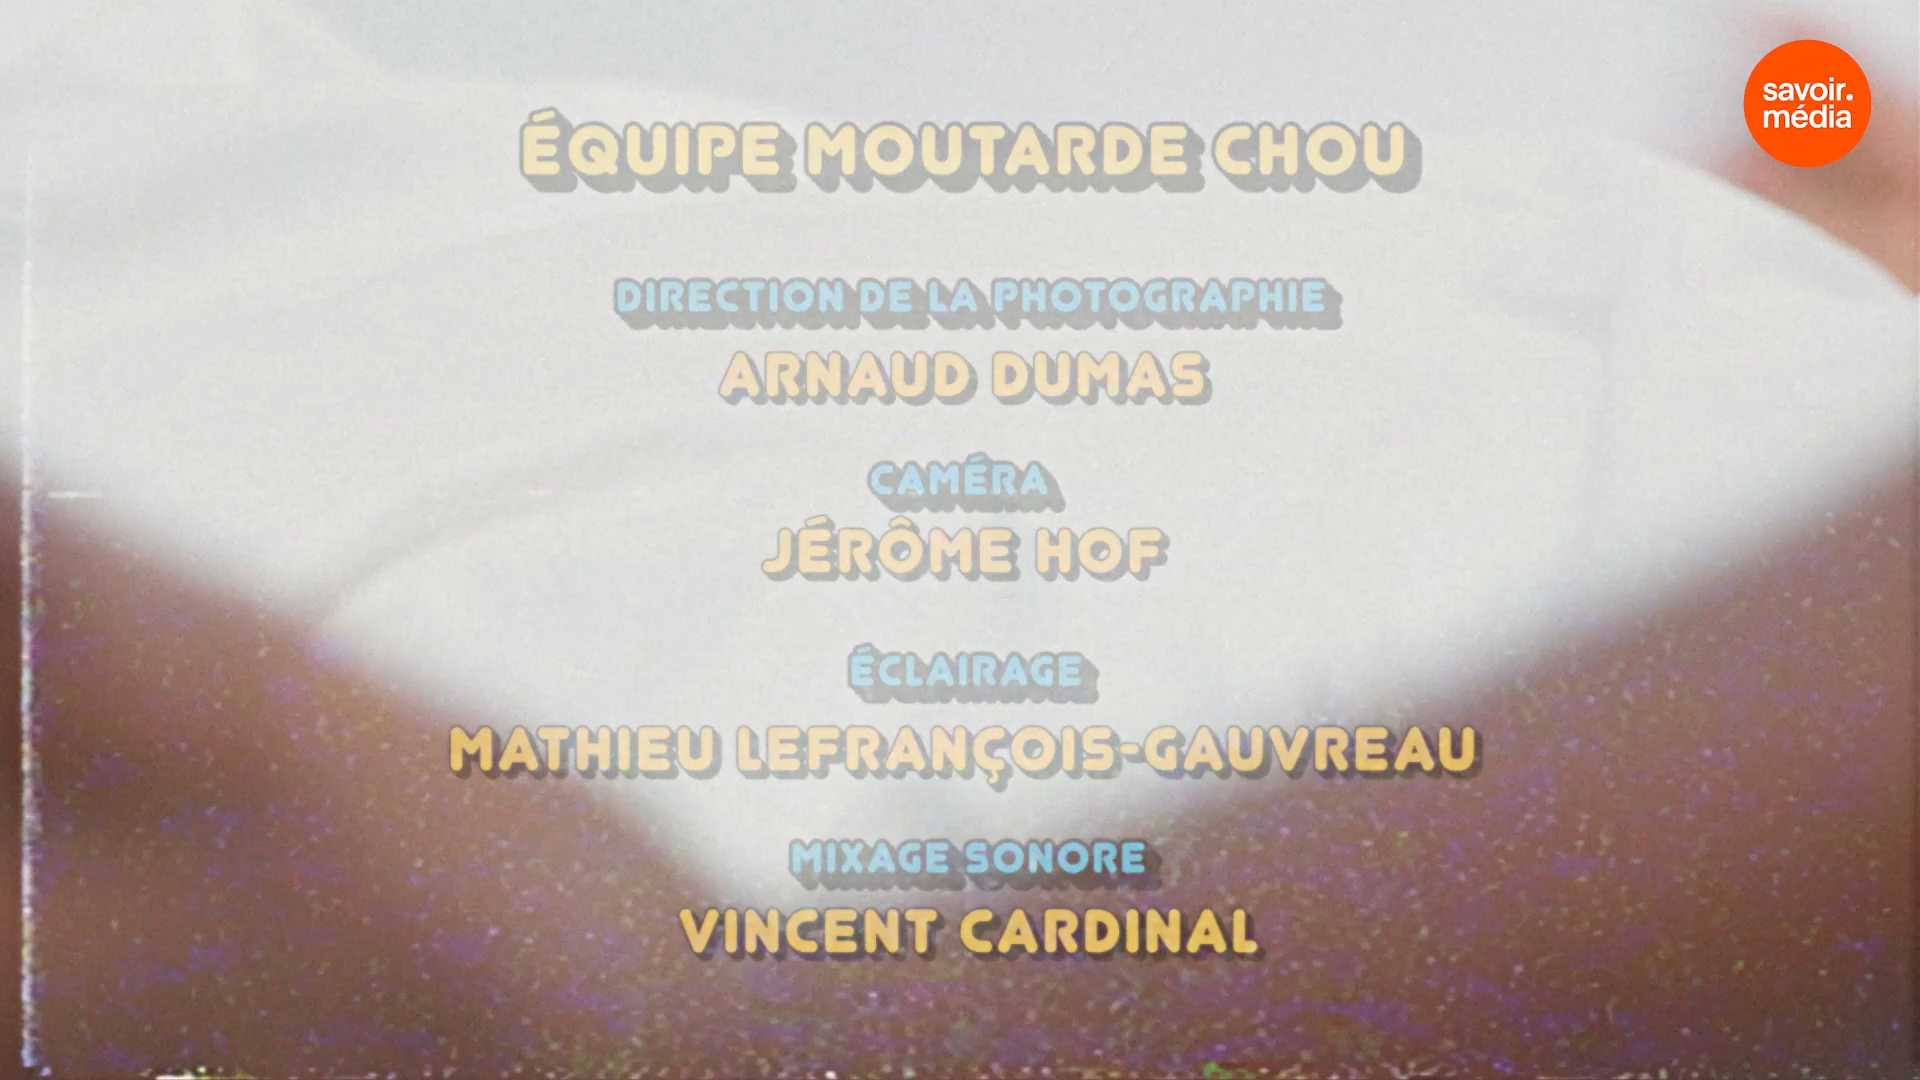 savoir.
média
ÉQUIPE MOUTARDE CHOU
DIRECTION DE LA PHOTOGRAPHIE
ARNAUD DUMAS
CAMÉRA
JÉRÔME HOF
ÉCLAIRAGE
MATHIEU LEFRANÇOIS-GAUVREAU
MIXAGE SONORE
VINCENT CARDINAL